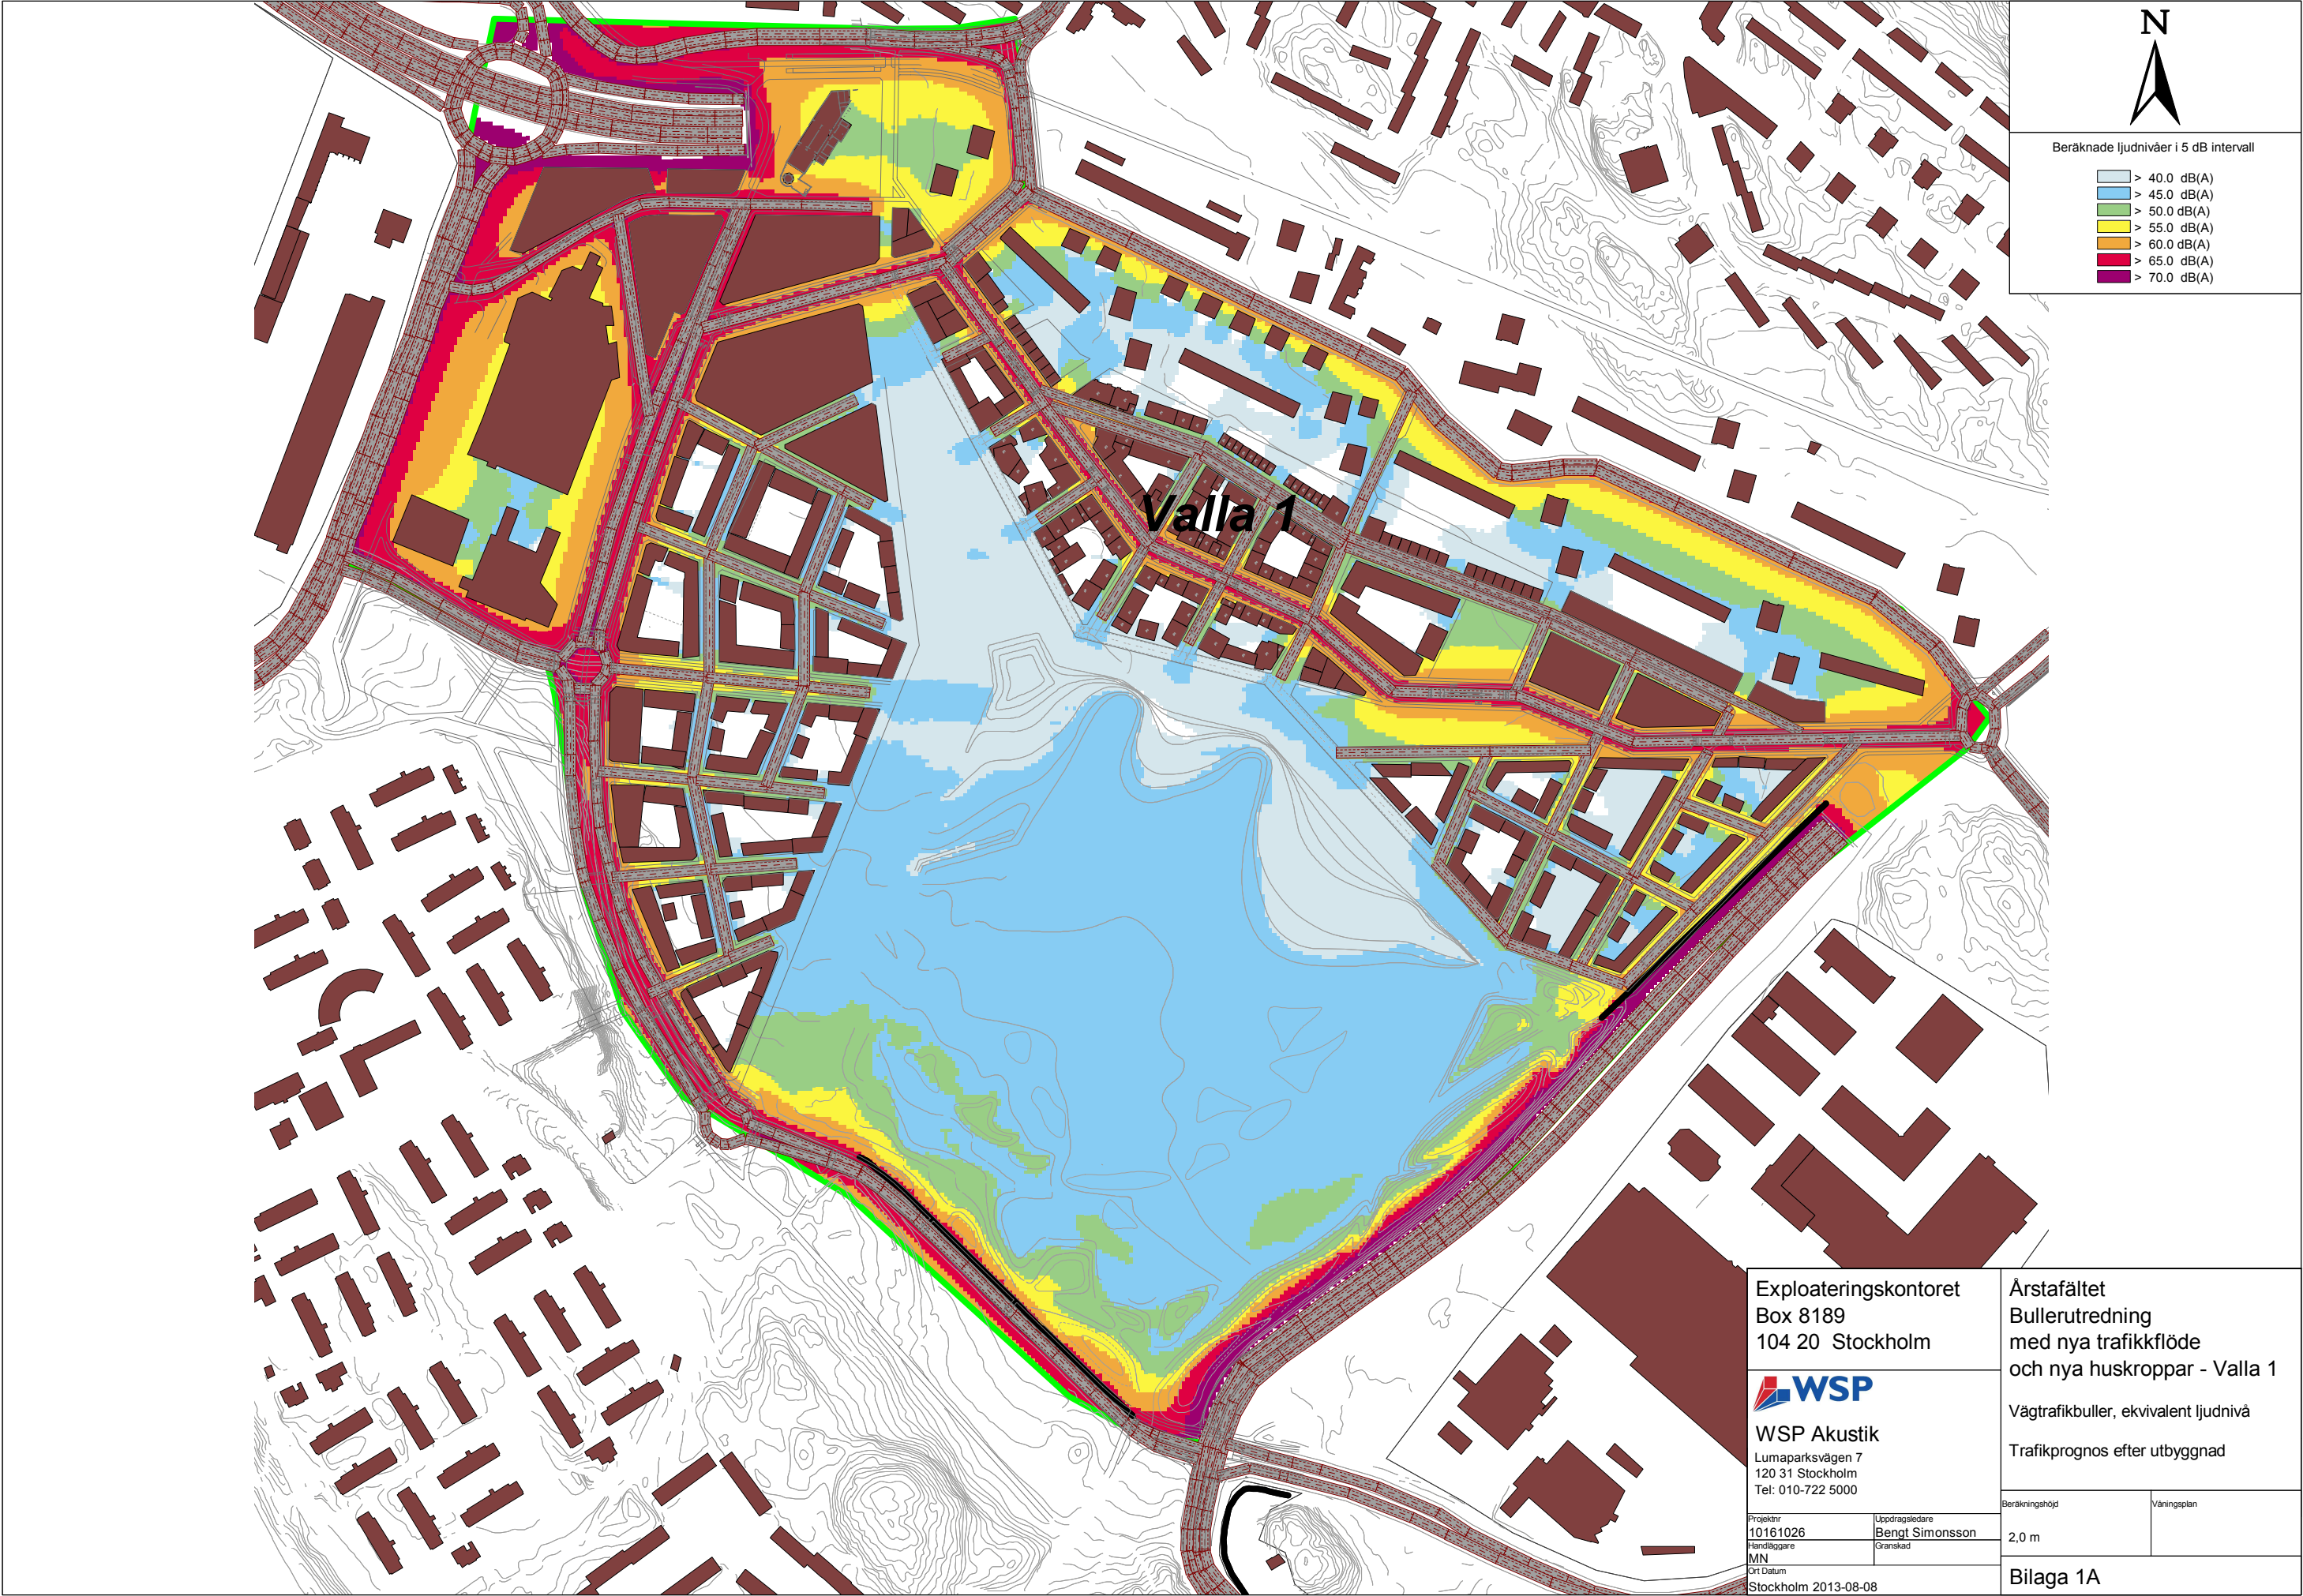 N
Beräknade ljudnivåer i 5 dB intervall
> 40.0 dB(A)
> 45.0 dB(A)
> 50.0 dB(A)
> 55.0 dB(A)
> 60.0 dB(A)
> 65.0 dB(A)
> 70.0 dB(A)
Valla 1
Exploateringskontoret
Box 8189
104 20 Stockholm
WSP
WSP Akustik
Lumaparksvägen 7
120 31 Stockholm
Tel: 010-722 5000
Projektnr
10161026
Uppdragsledare
Bengt Simonsson
Handläggare
MN
Granskad
Ort Datum
Stockholm 2013-08-08
Årstafältet
Bullerutredning
med nya trafikkflöde
och nya huskroppar - Valla 1
Vägtrafikbuller, ekvivalent ljudnivå
Trafikprognos efter utbyggnad
Beräkningshöjd
2,0 m
Våningsplan
Bilaga 1A